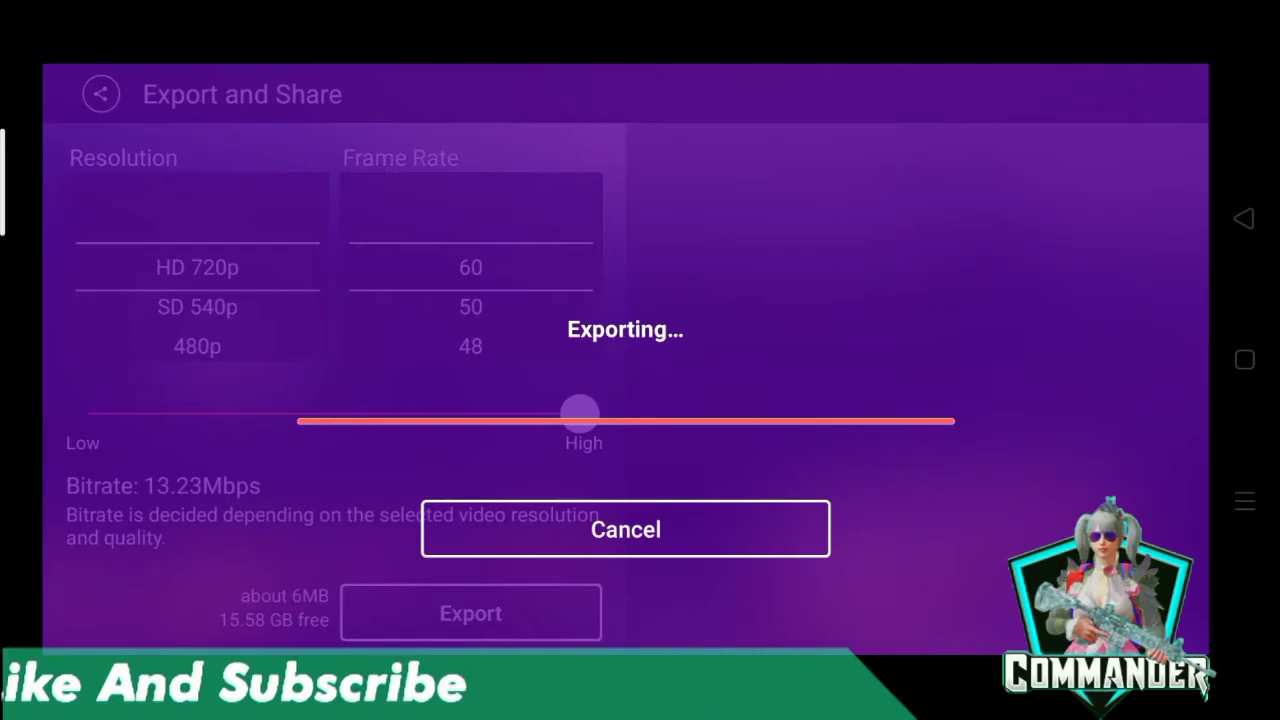 Export and Share
Resolution
Frame Rate
HD 720p
60
SD 540p
50
480p
48
Exporting...
Low
High
Bitrate: 13.23Mbps
Bitrate is decided depending on the selected video resolution
and quality.
Cancel
about 6MB
15.58 GB free
Export
ike And Subscribe
COMMANDER